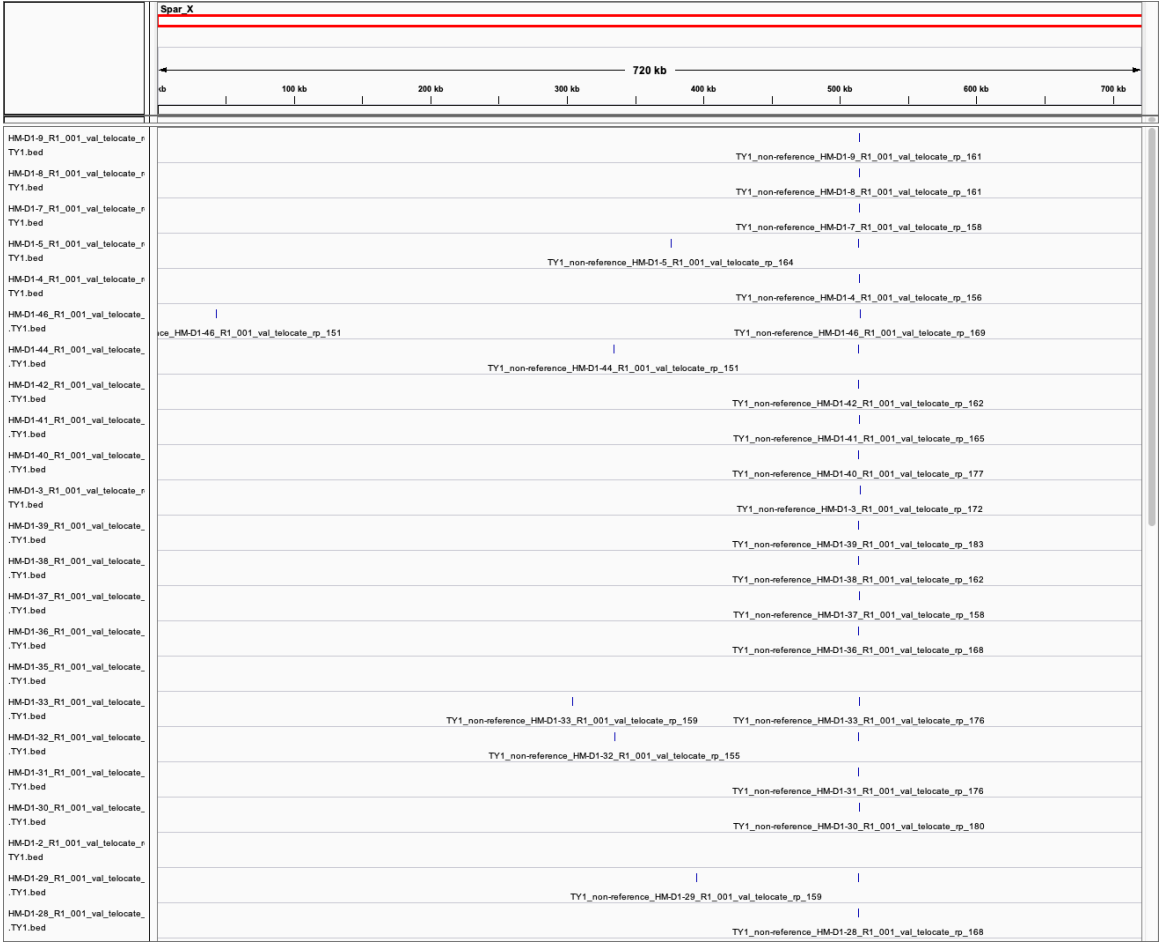 Spar_X
720 kb
kb 100 kb 200 kb 300 kb 400 kb 500 kb 600 kb 700 kb
HM-D1-9_R1_001_val_telocate_r
TY1.bed
TY1_non-reference_HM-D1-9_R1_001_val_telocate_rp_161
HM-D1-8_R1_001_val_telocate_r
TY1.bed
TY1_non-reference_HM-D1-8_R1_001_val_telocate_rp_161
HM-D1-7_R1_001_val_telocate_r
TY1.bed
TY1_non-reference_HM-D1-7_R1_001_val_telocate_rp_158
HM-D1-5_R1_001_val_telocate_r
TY1.bed
TY1_non-reference_HM-D1-5_R1_001_val_telocate_rp_164
HM-D1-4_R1_001_val_telocate_r
TY1.bed
TY1_non-reference_HM-D1-4_R1_001_val_telocate_rp_156
HM-D1-46_R1_001_val_telocate_
.TY1.bed
ce_HM-D1-46_R1_001_val_telocate_rp_151 TY1_non-reference_HM-D1-46_R1_001_val_telocate_rp_169
HM-D1-44_R1_001_val_telocate_
.TY1.bed
TY1_non-reference_HM-D1-44_R1_001_val_telocate_rp_151
HM-D1-42_R1_001_val_telocate_
.TY1.bed
TY1_non-reference_HM-D1-42_R1_001_val_telocate_rp_162
HM-D1-41_R1_001_val_telocate_
.TY1.bed
TY1_non-reference_HM-D1-41_R1_001_val_telocate_rp_165
HM-D1-40_R1_001_val_telocate_
.TY1.bed
TY1_non-reference_HM-D1-40_R1_001_val_telocate_rp_177
HM-D1-3_R1_001_val_telocate_r
TY1.bed
TY1_non-reference_HM-D1-3_R1_001_val_telocate_rp_172
HM-D1-39_R1_001_val_telocate_
.TY1.bed
TY1_non-reference_HM-D1-39_R1_001_val_telocate_rp_183
HM-D1-38_R1_001_val_telocate_
.TY1.bed
TY1_non-reference_HM-D1-38_R1_001_val_telocate_rp_162
HM-D1-37_R1_001_val_telocate_
.TY1.bed
TY1_non-reference_HM-D1-37_R1_001_val_telocate_rp_158
HM-D1-36_R1_001_val_telocate_
.TY1.bed
TY1_non-reference_HM-D1-36_R1_001_val_telocate_rp_168
HM-D1-35_R1_001_val_telocate_
.TY1.bed
HM-D1-33_R1_001_val_telocate_
.TY1.bed
TY1_non-reference_HM-D1-33_R1_001_val_telocate_rp_159 TY1_non-reference_HM-D1-33_R1_001_val_telocate_rp_176
HM-D1-32_R1_001_val_telocate_
.TY1.bed
TY1_non-reference_HM-D1-32_R1_001_val_telocate_rp_155
HM-D1-31_R1_001_val_telocate_
.TY1.bed
TY1_non-reference_HM-D1-31_R1_001_val_telocate_rp_176
HM-D1-30_R1_001_val_telocate_
.TY1.bed
TY1_non-reference_HM-D1-30_R1_001_val_telocate_rp_180
HM-D1-2_R1_001_val_telocate_r
TY1.bed
HM-D1-29_R1_001_val_telocate_
.TY1.bed
TY1_non-reference_HM-D1-29_R1_001_val_telocate_rp_159
HM-D1-28_R1_001_val_telocate_
.TY1.bed
TY1_non-reference_HM-D1-28_R1_001_val_telocate_rp_168